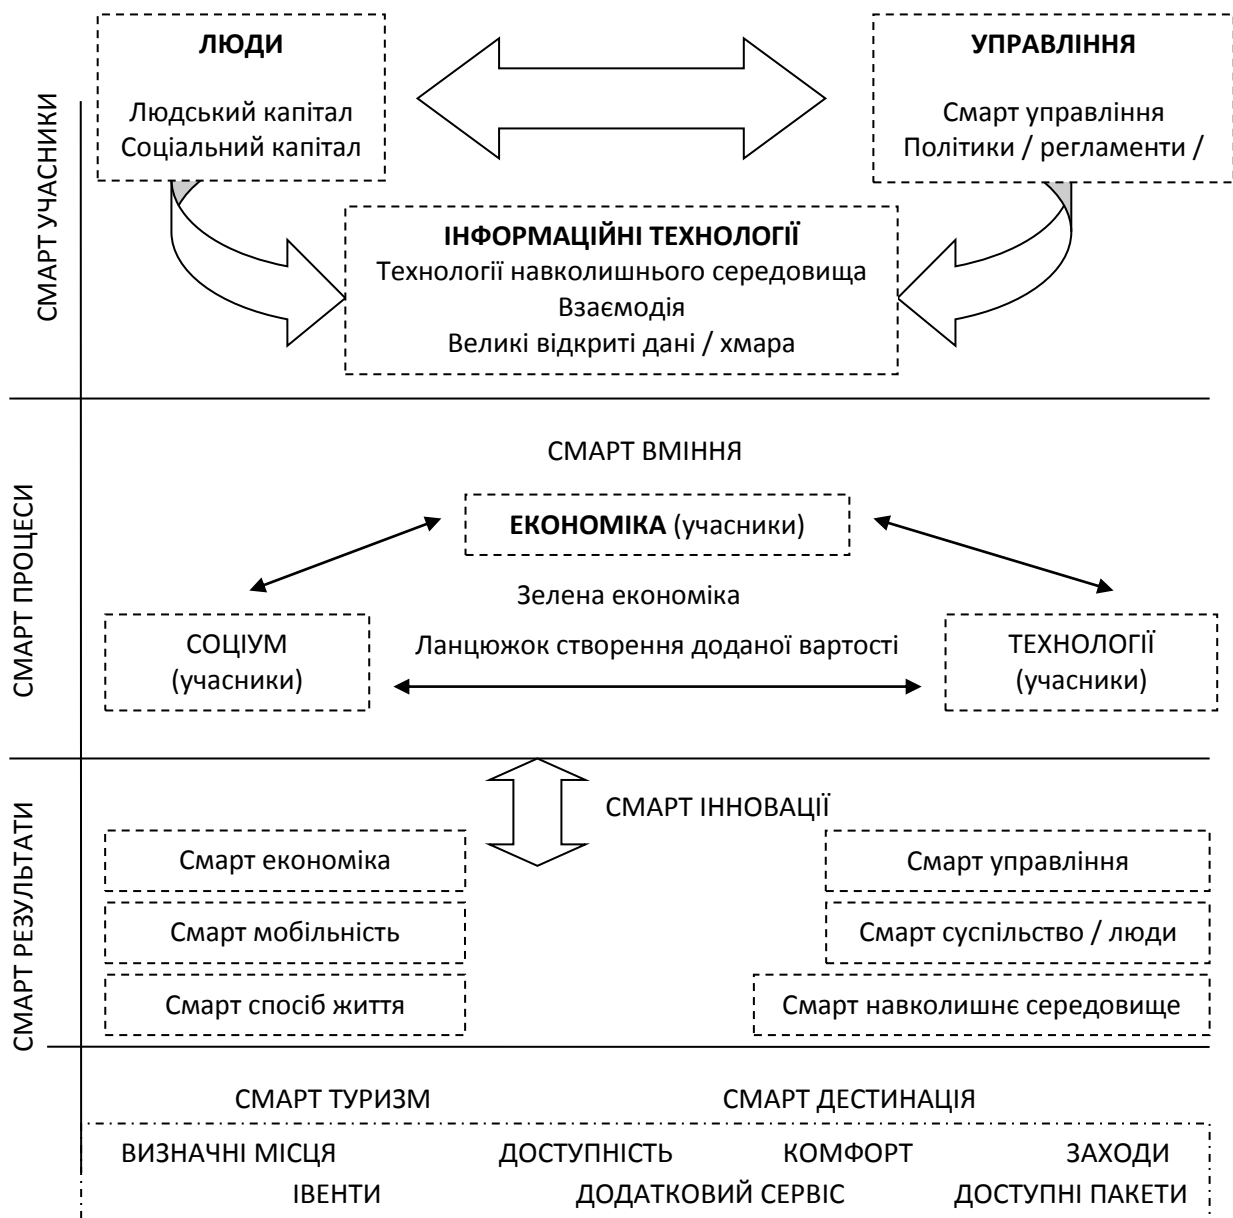 СМАРТ УЧАСНИКИ
ЛЮДИ
Людський капітал
Соціальний капітал
УПРАВЛІННЯ
Смарт управління
Політики / регламенти /
ІНФОРМАЦІЙНІ ТЕХНОЛОГІЇ
Технології навколишнього середовища
Взаємодія
Великі відкриті дані / хмара
СМАРТ ПРОЦЕСИ
СМАРТ ВМІННЯ
ЕКОНОМІКА (учасники)
Зелена економіка
Ланцюжок створення доданої вартості
СОЦІУМ
(учасники)
ТЕХНОЛОГІЇ
(учасники)
СМАРТ РЕЗУЛЬТАТИ
СМАРТ ІННОВАЦІЇ
Смарт економіка
Смарт управління
Смарт мобільність
Смарт суспільство / люди
Смарт спосіб життя
Смарт навколишнє середовище
СМАРТ ТУРИЗМ
СМАРТ ДЕСТИНАЦІЯ
ВИЗНАЧНІ МІСЦЯ
ДОСТУПНІСТЬ
КОМФОРТ
ЗАХОДИ
ІВЕНТИ
ДОДАТКОВИЙ СЕРВІС
ДОСТУПНІ ПАКЕТИ